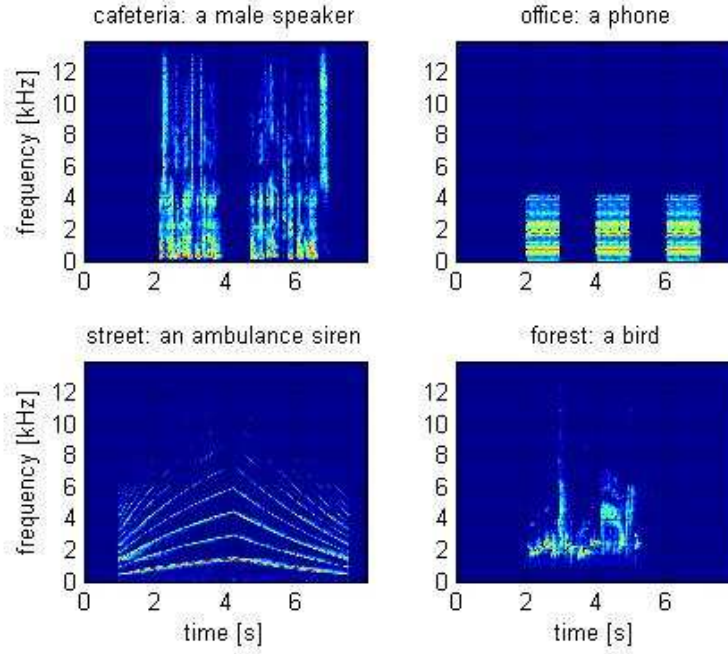 cafeteria: a male speaker
office: a phone
frequency [kHz]
12
10
8
6
4
2
0
0 2 4 6
12
10
8
6
4
2
0
0 2 4 6
street: an ambulance siren
forest: a bird
frequency [kHz]
12
10
8
6
4
2
0
0 2 4 6
time [s]
12
10
8
6
4
2
0
0 2 4 6
time [s]